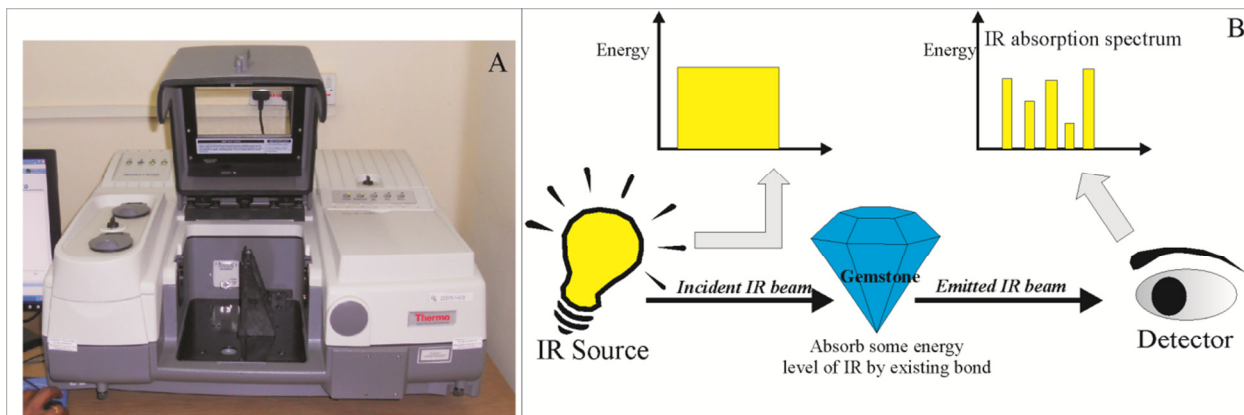 A
Thermo
B
Energy
Energy
IR absorption spectrum
Gemstone
Incident IR beam
Emitted IR beam
IR Source
Absorb some energy
level of IR by existing bond
Detector